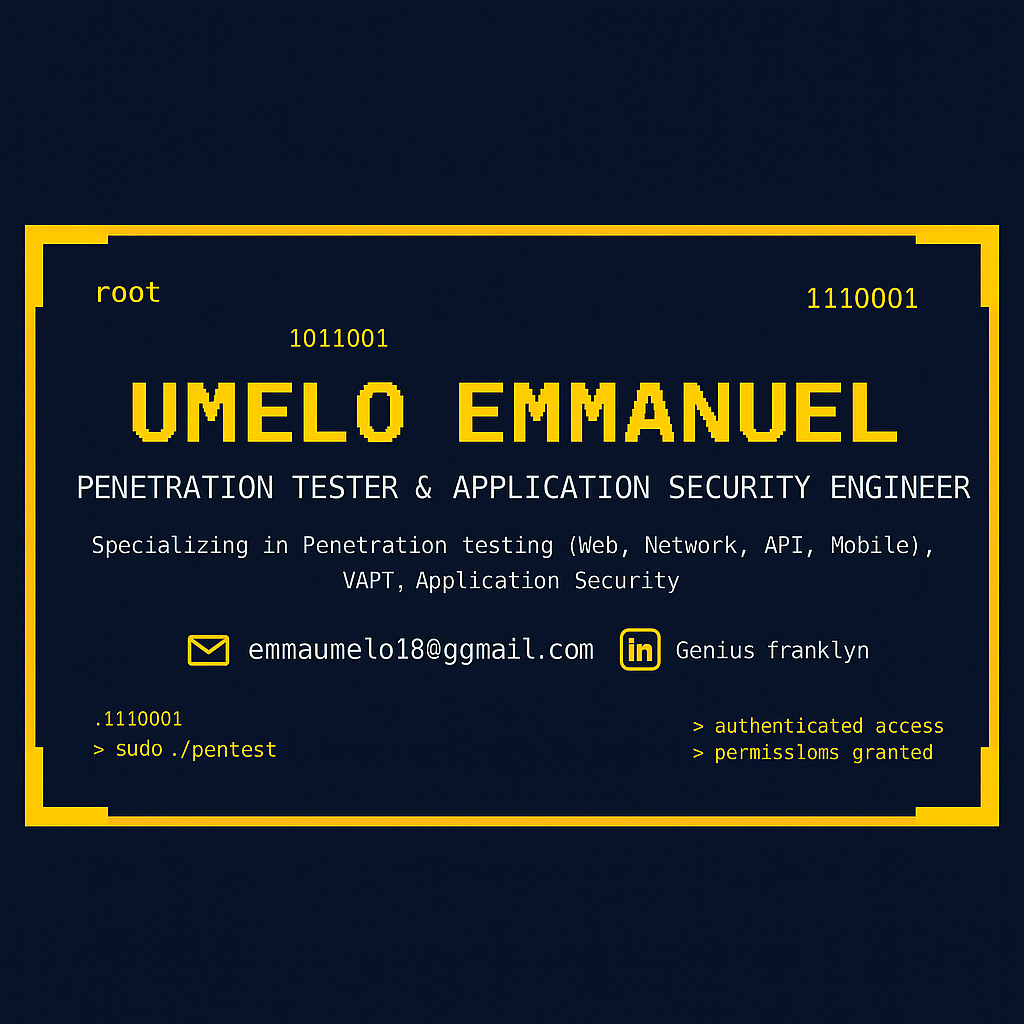 root
1110001
1011001
UMELO EMMANUEL
PENETRATION TESTER & APPLICATION SECURITY ENGINEER
Specializing in Penetration testing (Web, Network, API, Mobile),
VAPT, Application Security
emmaumelo18@ggmail.com in Genius franklyn
.1110001
> sudo ./pentest
> authenticated access
> permissloms granted